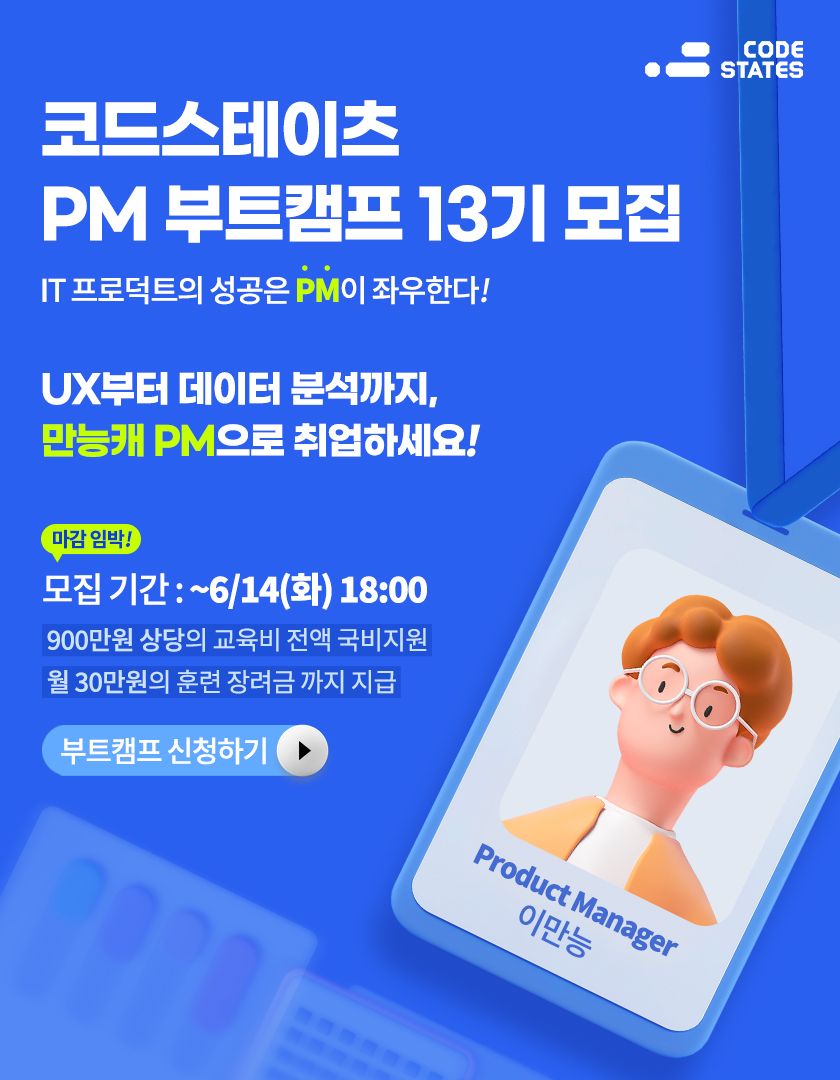 CODE
STATES
코드스테이츠
PM 부트캠프 13기 모집
IT 프로덕트의 성공은 PM이 좌우한다!
UX부터 데이터 분석까지,
만능캐 PM으로 취업하세요!
마감 임박!
모집 기간 : ~6/14(화) 18:00
900만원 상당의 교육비 전액 국비지원
월 30만원의 훈련 장려금 까지 지급
부트캠프 신청하기
Product Manager
이만능